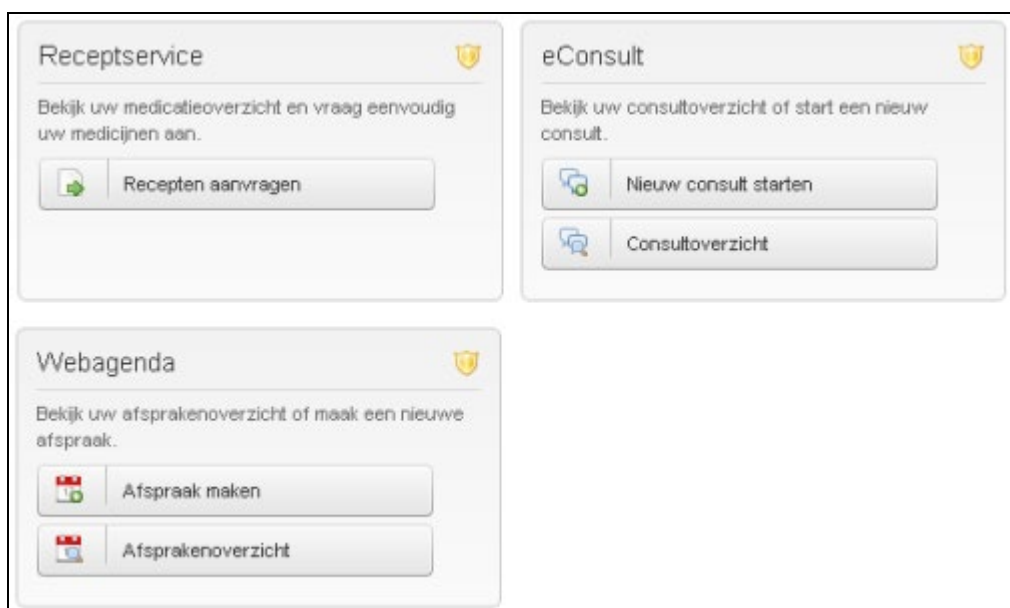 Receptservice
Bekijk uw medicatieoverzicht en vraag eenvoudig
uw medicijnen aan.
Recepten aanvragen
eConsult
Bekijk uw consultoverzicht of start een nieuw
consult.
Nieuw consult starten
Consultoverzicht
Webagenda
Bekijk uw afsprakenoverzicht of maak een nieuwe
afspraak.
Afspraak maken
Afsprakenoverzicht